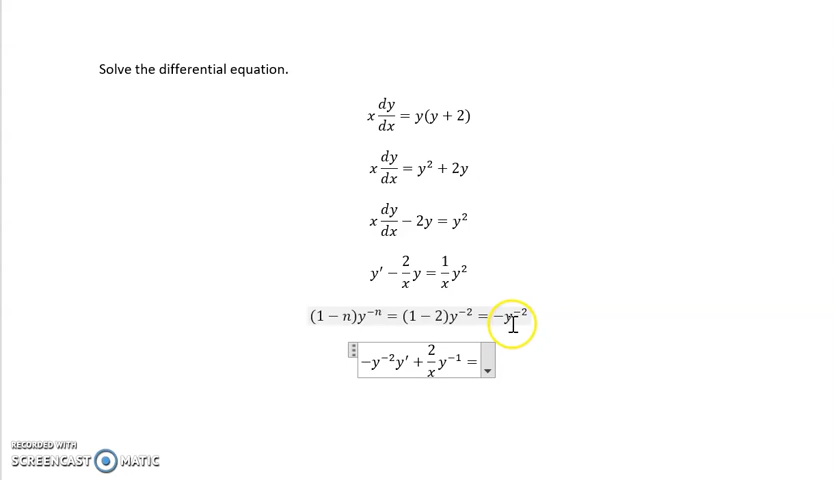 Solve the differential equation.
x dy/dx = y(y + 2)
x dy/dx = y² + 2y
x dy/dx − 2y = y²
y′ − 2/x y = 1/x y²
(1 − n)y⁻ⁿ = (1 − 2)y⁻² = −y⁻²
−y⁻²y′ + 2/x y⁻¹ =
RECORDED WITH
SCREENCAST MATIC